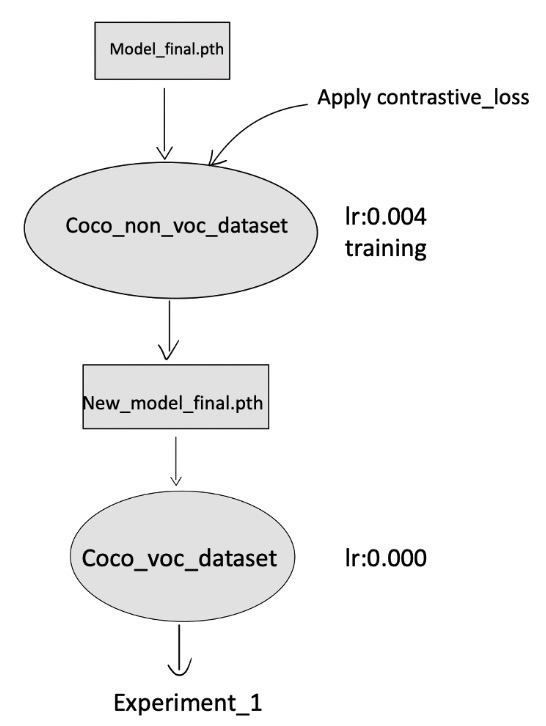 Model_final.pth
Apply contrastive_loss
Coco_non_voc_dataset
lr:0.004
training
New_model_final.pth
Coco_voc_dataset
lr:0.000
Experiment_1